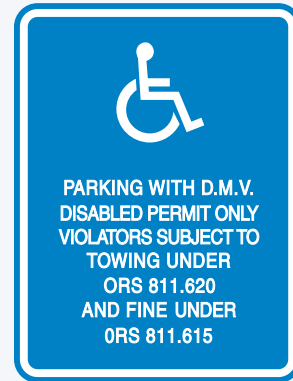 PARKING WITH D.M.V.
DISABLED PERMIT ONLY
VIOLATORS SUBJECT TO
TOWING UNDER
ORS 811.620
AND FINE UNDER
0RS 811.615